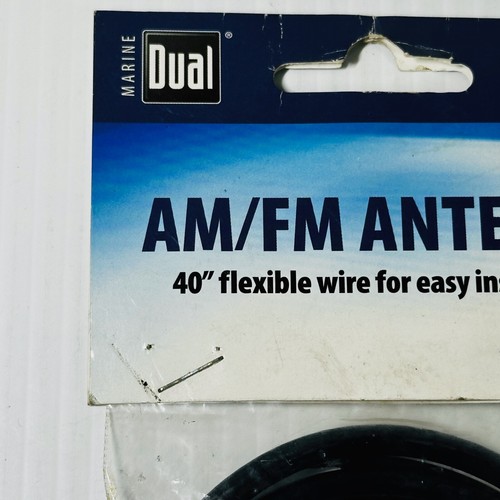 MARINE
Dual®
AM/FM ANTE
40″ flexible wire for easy ins